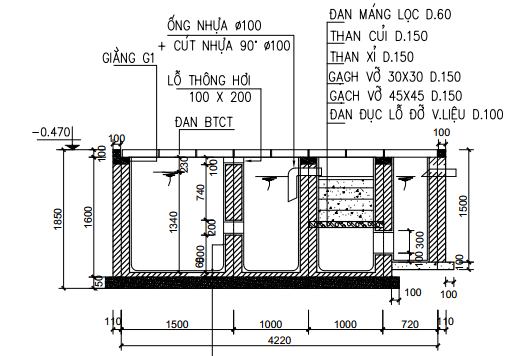 ĐAN MÁNG LỌC D.60
ỐNG NHỰA ø100
THAN CỦI D.150
+ CÚT NHỰA 90° ø100
THAN XỈ D.150
GIẰNG G1
LỖ THÔNG HƠI
GẠGH VỠ 30X30 D.150
100 X 200
GẠCH VỠ 45X45 D.150
ĐAN BTCT
ĐAN ĐỤC LỖ ĐỠ V.LIỆU D.100
-0.470
100
100
100
230
100
1850
1600
1340
740
200
1500
300
100
100
50
100
100
110
1500
1000
1000
720
110
4220